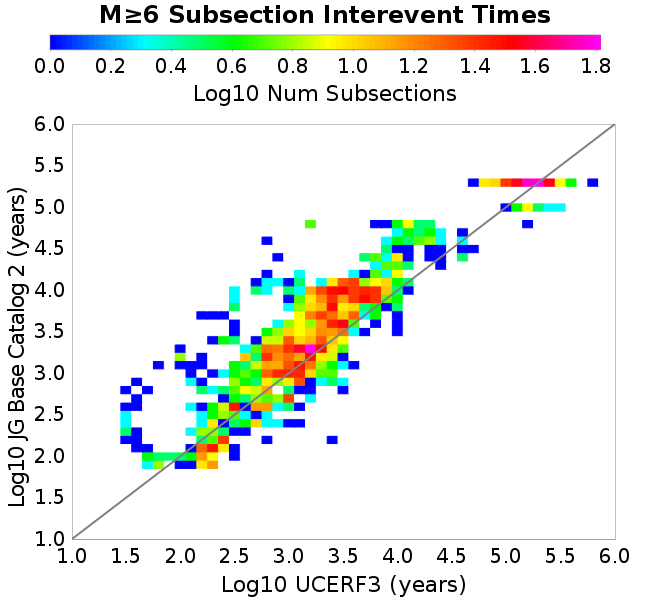 M≥6 Subsection Interevent Times
0.0 0.2 0.4 0.6 0.8 1.0 1.2 1.4 1.6 1.8
Log10 Num Subsections
6.0
5.5
5.0
4.5
4.0
3.5
3.0
2.5
2.0
1.5
1.0
Log10 JG Base Catalog 2 (years)
1.0 1.5 2.0 2.5 3.0 3.5 4.0 4.5 5.0 5.5 6.0
Log10 UCERF3 (years)